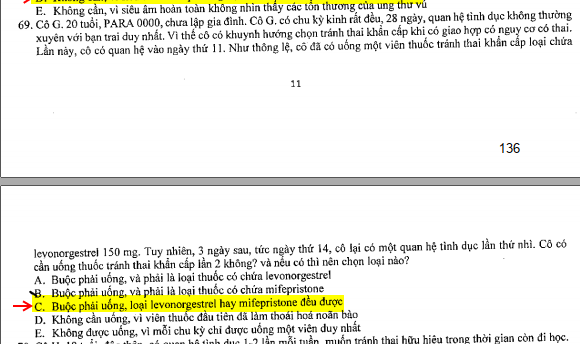 E. Không cần, vì siêu âm hoàn toàn không nhìn thấy các tổn thương của ung thư vú
69. Cô G. 20 tuổi, PARA 0000, chưa lập gia đình. Cô G. có chu kỳ kinh rất đều, 28 ngày, quan hệ tình dục không thường
xuyên với bạn trai duy nhất. Vì thế cô có khuynh hướng chọn tránh thai khẩn cấp khi có giao hợp có nguy cơ có thai.
Lần này, cô có quan hệ vào ngày thứ 11. Như thông lệ, cô đã có uống một viên thuốc tránh thai khẩn cấp loại chứa
11
136
levonorgestrel 150 mg. Tuy nhiên, 3 ngày sau, tức ngày thứ 14, cô lại có một quan hệ tình dục lần thứ nhì. Cô có
cần uống thuốc tránh thai khẩn cấp lần 2 không? và nếu có thì nên chọn loại nào?
A. Buộc phải uống, và phải là loại thuốc có chứa levonorgestrel
B. Buộc phải uống, và phải là loại thuốc có chứa mifepristone
C. Buộc phải uống, loại levonorgestrel hay mifepristone đều được
D. Không cần uống, vì viên thuốc đầu tiên đã làm thoái hoá noãn bào
E. Không được uống, vì mỗi chu kỳ chỉ được uống một viên duy nhất
quan hệ tình dục 1-2 lần mỗi tuần, muốn tránh thai hữu hiệu trong thời gian còn đi học.